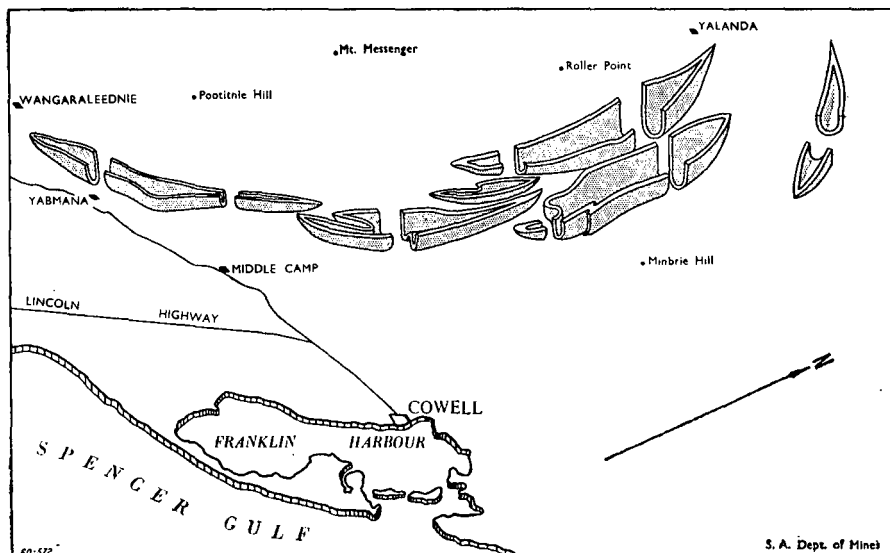 YALANDA
Mt. Messenger
Roller Point
WANGARALEEDNIE
Pootitnie Hill
YABMANA
MIDDLE CAMP
Minbrie Hill
LINCOLN HIGHWAY
N
COWELL
FRANKLIN HARBOUR
SPENCER GULF
S. A. Dept. of Mines